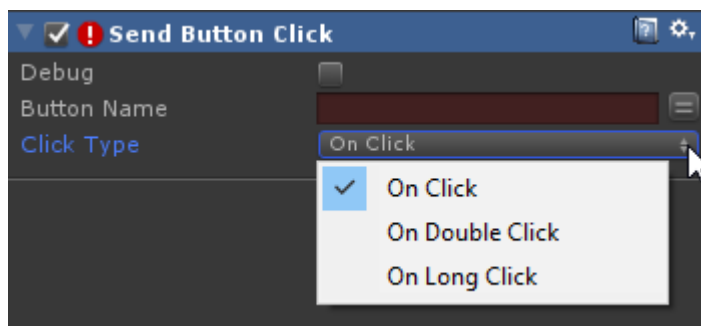 Send Button Click
Debug
Button Name
Click Type On Click
On Click
On Double Click
On Long Click